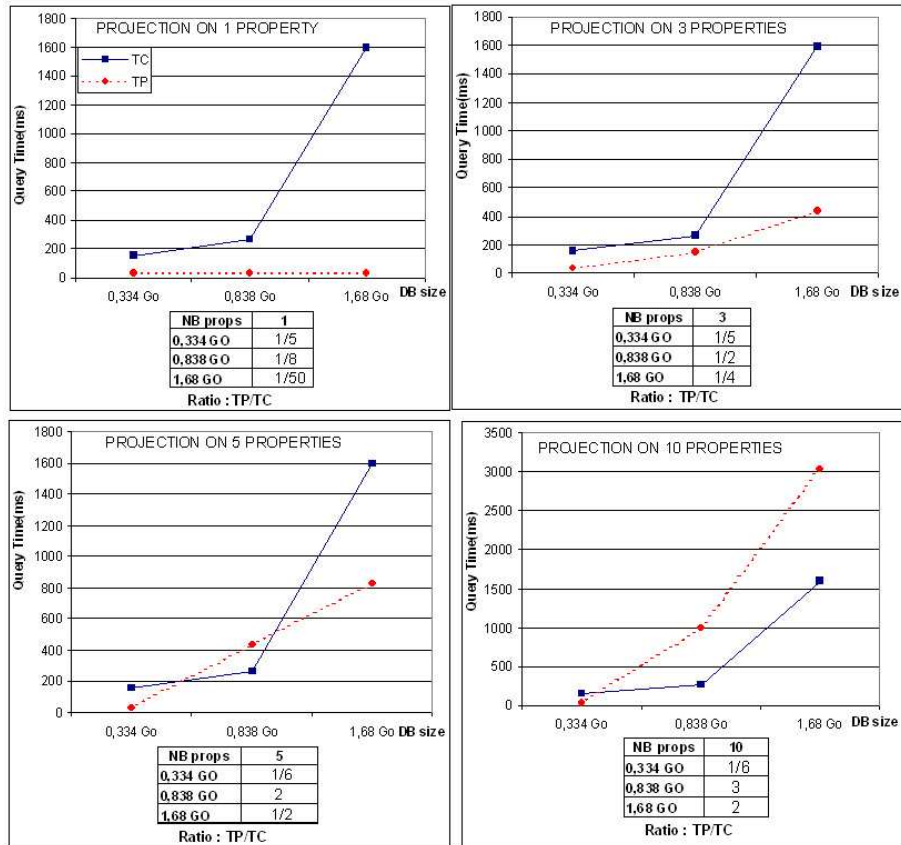 PROJECTION ON 1 PROPERTY
TC
TP
Query Time(ms)
1800
1600
1400
1200
1000
800
600
400
200
0
0,334 Go 0,838 Go 1,68 Go DB size
NB props 1
0,334 GO 1/5
0,838 GO 1/8
1,68 GO 1/50
Ratio : TP/TC
PROJECTION ON 3 PROPERTIES
Query Time(ms)
1800
1600
1400
1200
1000
800
600
400
200
0
0,334 Go 0,838 Go 1,68 Go DB size
NB props 3
0,334 GO 1/5
0,838 GO 1/2
1,68 GO 1/4
Ratio : TP/TC
PROJECTION ON 5 PROPERTIES
Query Time(ms)
1800
1600
1400
1200
1000
800
600
400
200
0
0,334 Go 0,838 Go 1,68 Go DB size
NB props 5
0,334 GO 1/6
0,838 GO 2
1,68 GO 1/2
Ratio : TP/TC
PROJECTION ON 10 PROPERTIES
Query Time(ms)
3500
3000
2500
2000
1500
1000
500
0
0,334 Go 0,838 Go 1,68 Go DB size
NB props 10
0,334 GO 1/6
0,838 GO 3
1,68 GO 2
Ratio : TP/TC